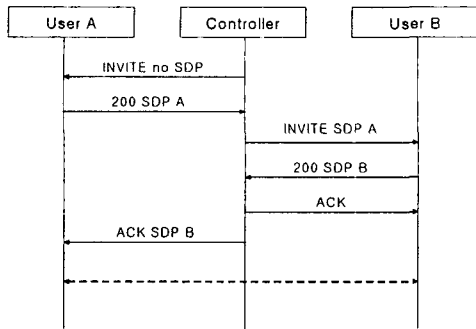 User A
Controller
User B
INVITE no SDP
200 SDP A
INVITE SDP A
200 SDP B
ACK
ACK SDP B